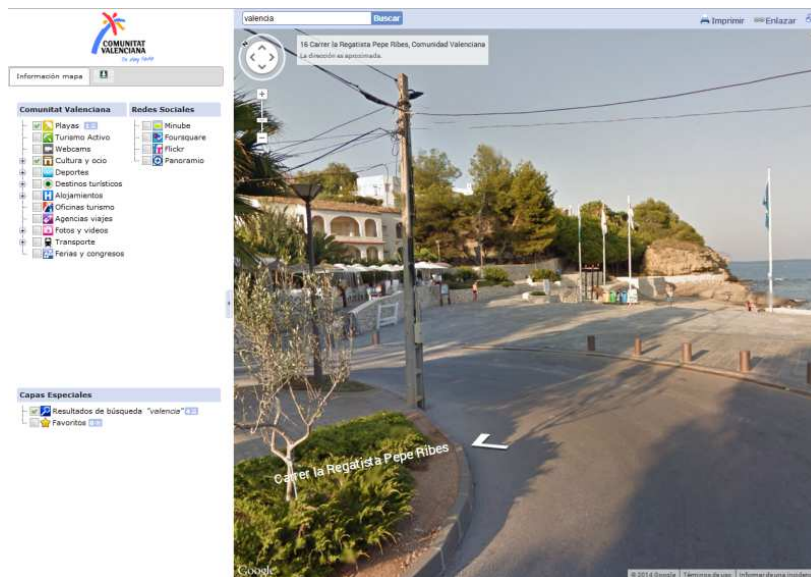 COMUNITAT
VALENCIANA
Información mapa
Comunitat Valenciana
Playas
Turismo Activo
Webcams
Cultura y ocio
Deportes
Destinos turísticos
Alojamientos
Oficinas turismo
Agencias viajes
Fotos y videos
Transporte
Ferias y congresos
Redes Sociales
Minube
Foursquare
Flickr
Panoramio
Capas Especiales
Resultados de búsqueda "valencia"
Favoritos
valencia
Buscar
Imprimir
Enlazar
16 Carrer la Regatista Pepe Ribes, Comunidad Valenciana
La dirección es aproximada.
Carrer la Regatista Pepe Ribes
Google
© 2014 Google
Términos de uso
Informar de una